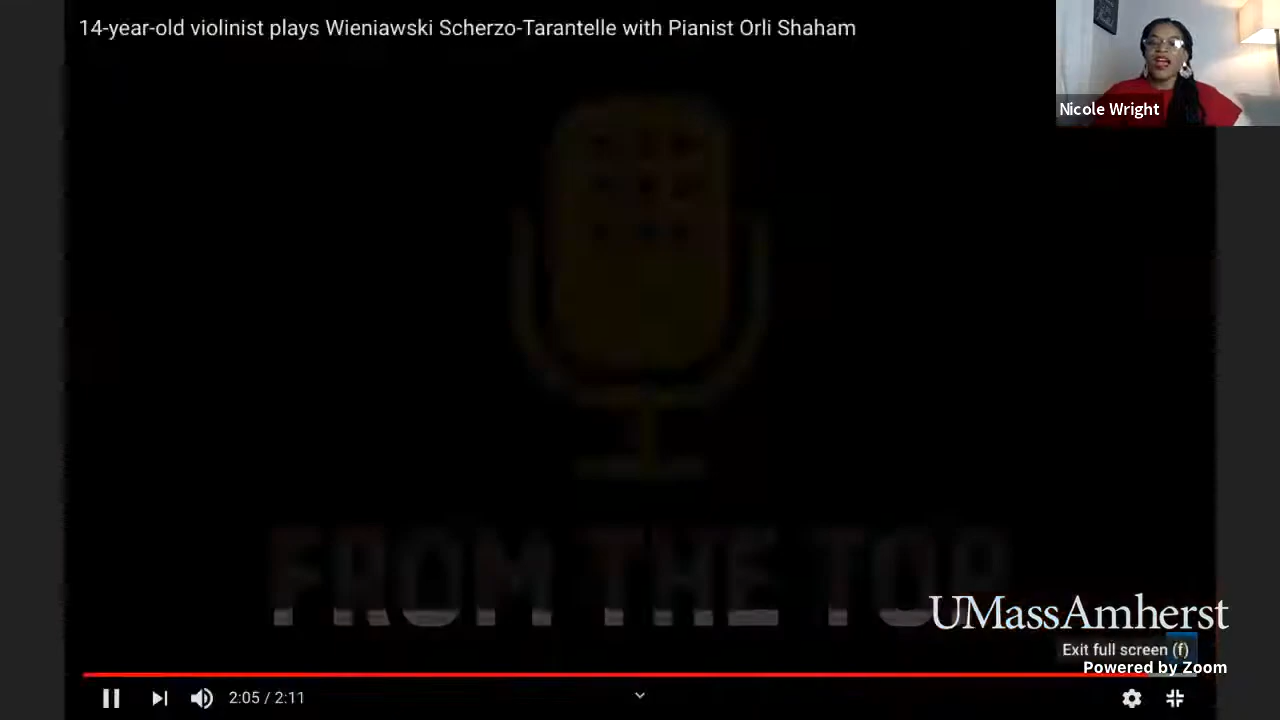 14-year-old violinist plays Wieniawski Scherzo-Tarantelle with Pianist Orli Shaham
Nicole Wright
FROM THE TOP
UMassAmherst
Exit full screen (f)
Powered by Zoom
2:05 / 2:11